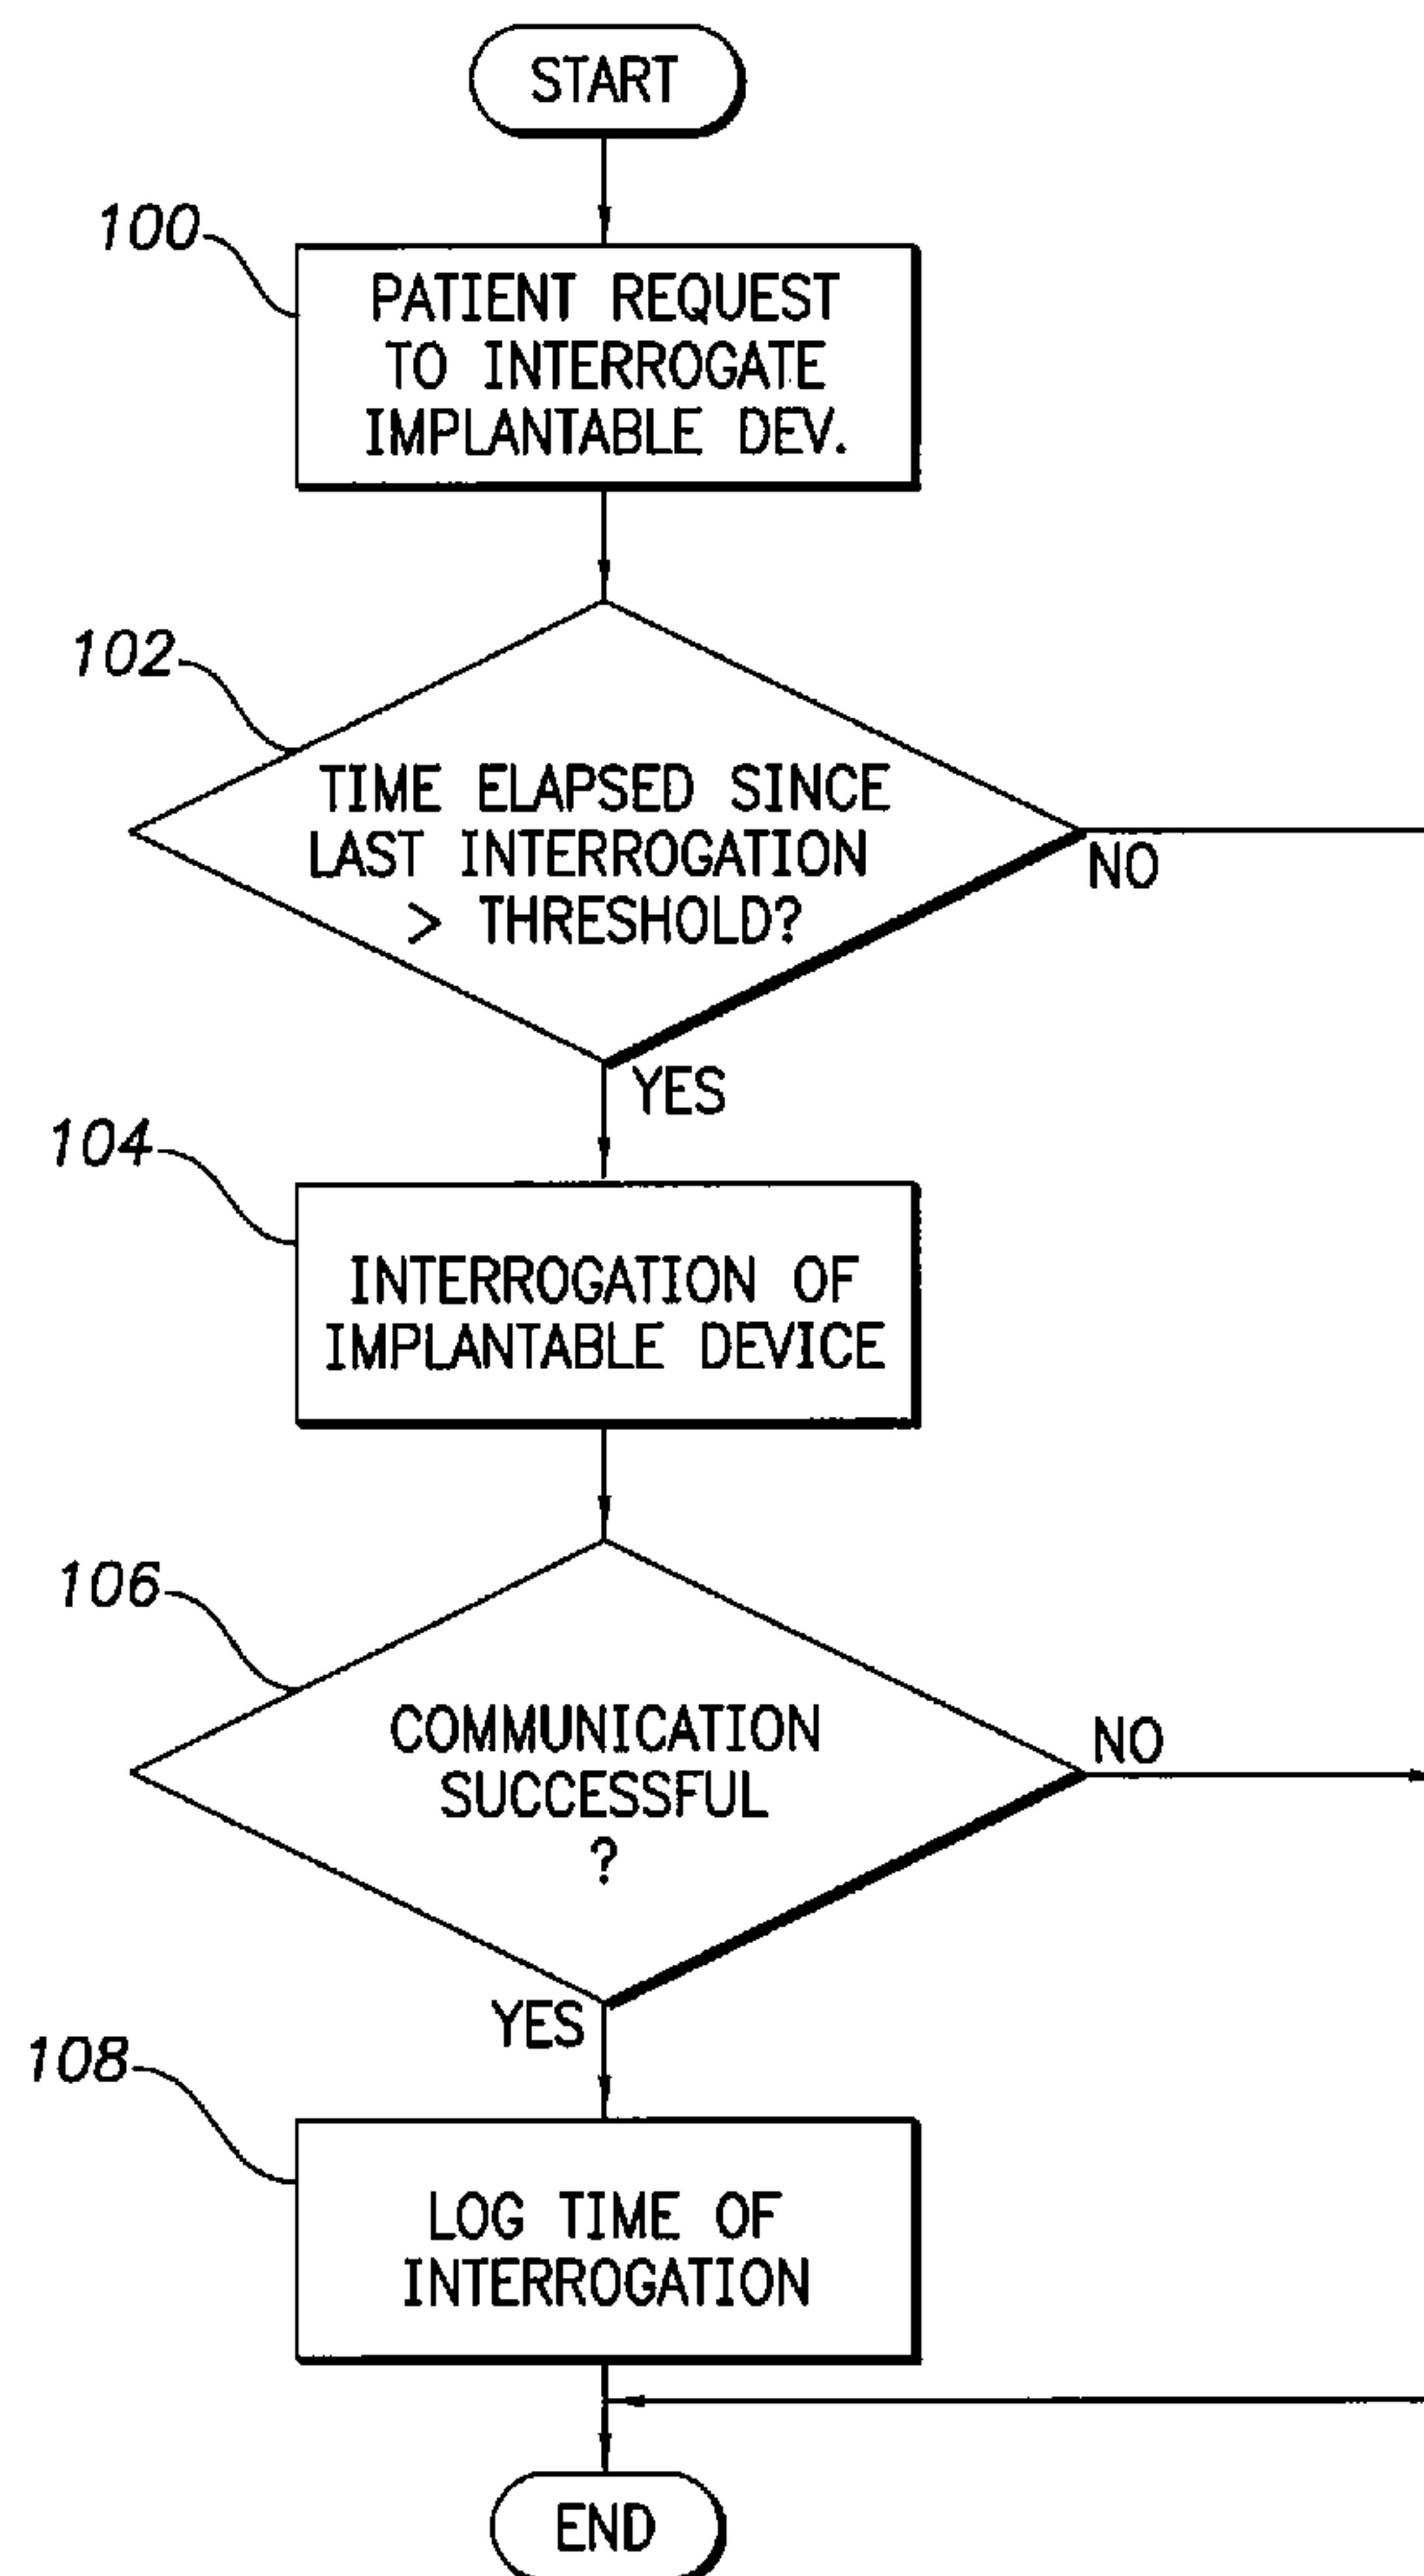 START
100
PATIENT REQUEST
TO INTERROGATE
IMPLANTABLE DEV.
102
TIME ELAPSED SINCE
LAST INTERROGATION
> THRESHOLD?
NO
YES
104
INTERROGATION OF
IMPLANTABLE DEVICE
106
COMMUNICATION
SUCCESSFUL
?
NO
YES
108
LOG TIME OF
INTERROGATION
END